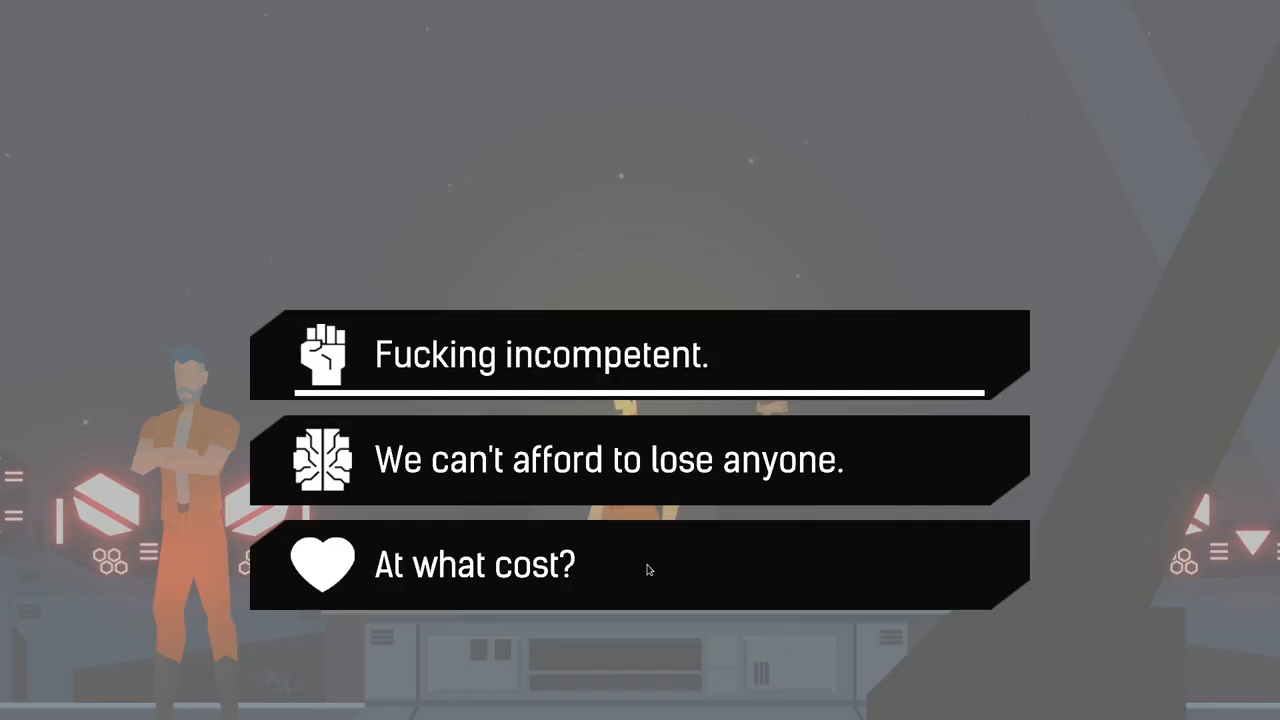 Fucking incompetent.
We can't afford to lose anyone.
At what cost?